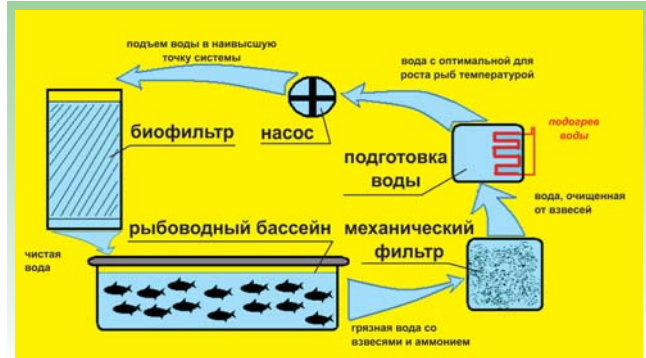 подъем воды в наивысшую
точку системы
вода с оптимальной для
роста рыб температурой
биофильтр
насос
подогрев
воды
подготовка
воды
вода, очищенная
от взвесей
рыбоводный бассейн
механический
фильтр
чистая
вода
грязная вода со
взвесями и аммонием